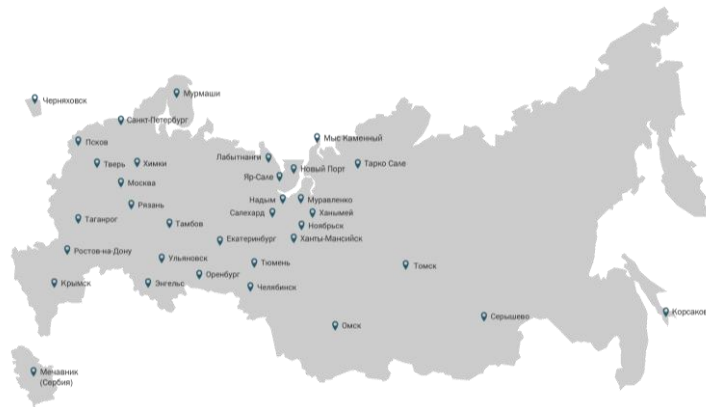 Мурмаши
Черняховск
Санкт-Петербург
Мыс Каменный
Псков
Лабытнанги
Тверь
Химки
Новый Порт
Тарко Сале
Яр-Сале
Москва
Надым
Муравленко
Рязань
Салехард
Ханымей
Таганрог
Тамбов
Ноябрьск
Екатеринбург
Ханты-Мансийск
Ростов-на-Дону
Ульяновск
Тюмень
Томск
Оренбург
Крымск
Энгельс
Челябинск
Корсаков
Серышево
Омск
Мечавник
(Сербия)